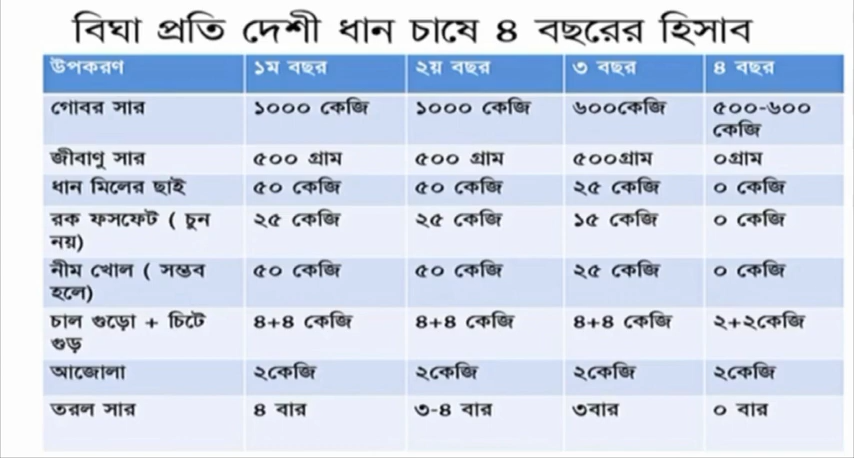 বিঘা প্রতি দেশী ধান চাষে ৪ বছরের হিসাব
উপকরণ ১ম বছর ২য় বছর ৩ বছর ৪ বছর
গোবর সার ১০০০ কেজি ১০০০ কেজি ৬০০কেজি ৫০০-৬০০
কেজি
জীবাণু সার ৫০০ গ্রাম ৫০০ গ্রাম ৫০০গ্রাম ০গ্রাম
ধান মিলের ছাই ৫০ কেজি ৫০ কেজি ২৫ কেজি ০ কেজি
রক ফসফেট ( চুন ২৫ কেজি ২৫ কেজি ১৫ কেজি ০ কেজি
নয়)
নীম খোল ( সম্ভব ৫০ কেজি ৫০ কেজি ২৫ কেজি ০ কেজি
হলে)
চাল গুড়ো + চিটে ৪+৪ কেজি ৪+৪ কেজি ৪+৪ কেজি ২+২কেজি
গুড়
আজোলা ২কেজি ২কেজি ২কেজি ২কেজি
তরল সার ৪ বার ৩-৪ বার ৩বার ০ বার